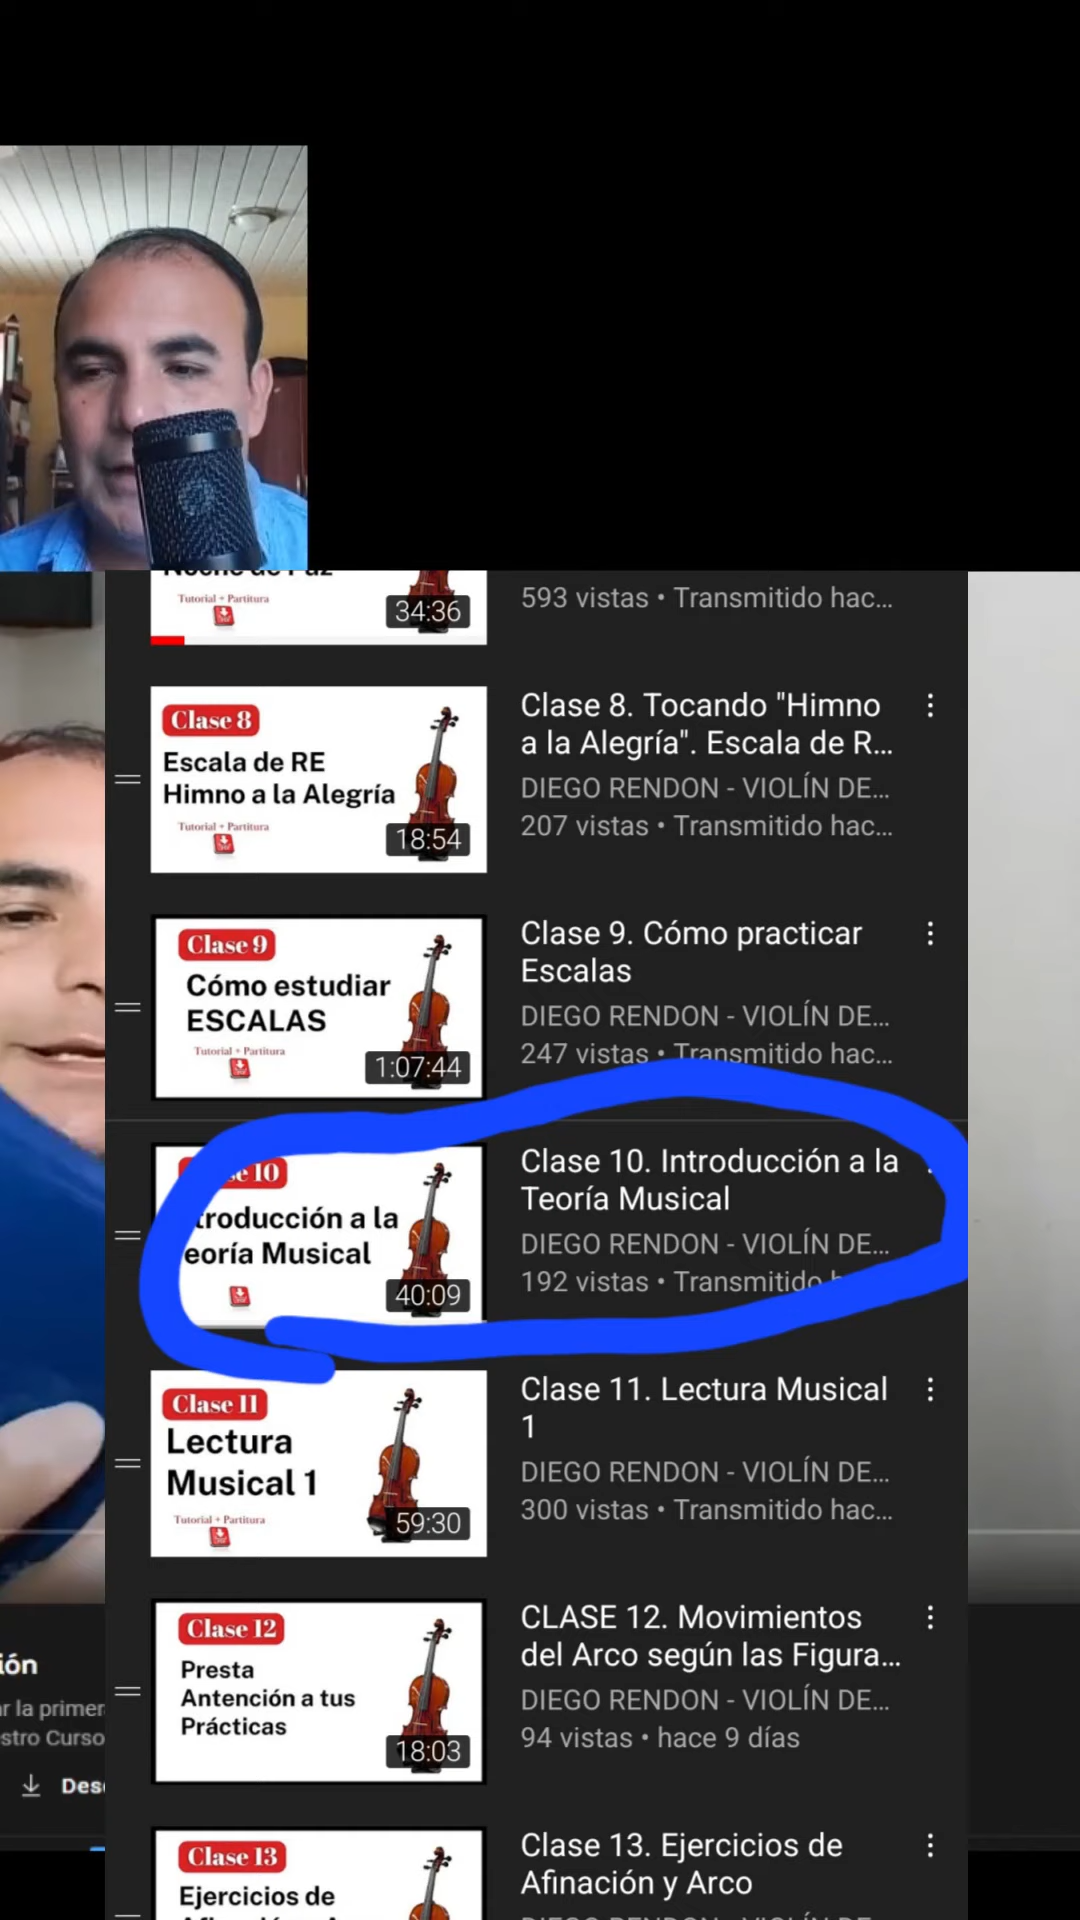 Noche de Paz
Tutorial + Partitura
34:36
593 vistas • Transmitido hac...
Clase 8
Escala de RE
Himno a la Alegría
Tutorial + Partitura
18:54
Clase 8. Tocando "Himno
a la Alegría". Escala de R...
DIEGO RENDON - VIOLÍN DE...
207 vistas • Transmitido hac...
Clase 9
Cómo estudiar
ESCALAS
Tutorial + Partitura
1:07:44
Clase 9. Cómo practicar
Escalas
DIEGO RENDON - VIOLÍN DE...
247 vistas • Transmitido hac...
se 10
troducción a la
eoría Musical
40:09
Clase 10. Introducción a la
Teoría Musical
DIEGO RENDON - VIOLÍN DE...
192 vistas • Transmitido h
Clase 11
Lectura
Musical 1
Tutorial + Partitura
59:30
Clase 11. Lectura Musical
1
DIEGO RENDON - VIOLÍN DE...
300 vistas • Transmitido hac...
Clase 12
Presta
Antención a tus
Prácticas
18:03
CLASE 12. Movimientos
del Arco según las Figura...
DIEGO RENDON - VIOLÍN DE...
94 vistas • hace 9 días
ión
ar la primer
stro Curso
Des
Clase 13
Ejercicios de
Clase 13. Ejercicios de
Afinación y Arco